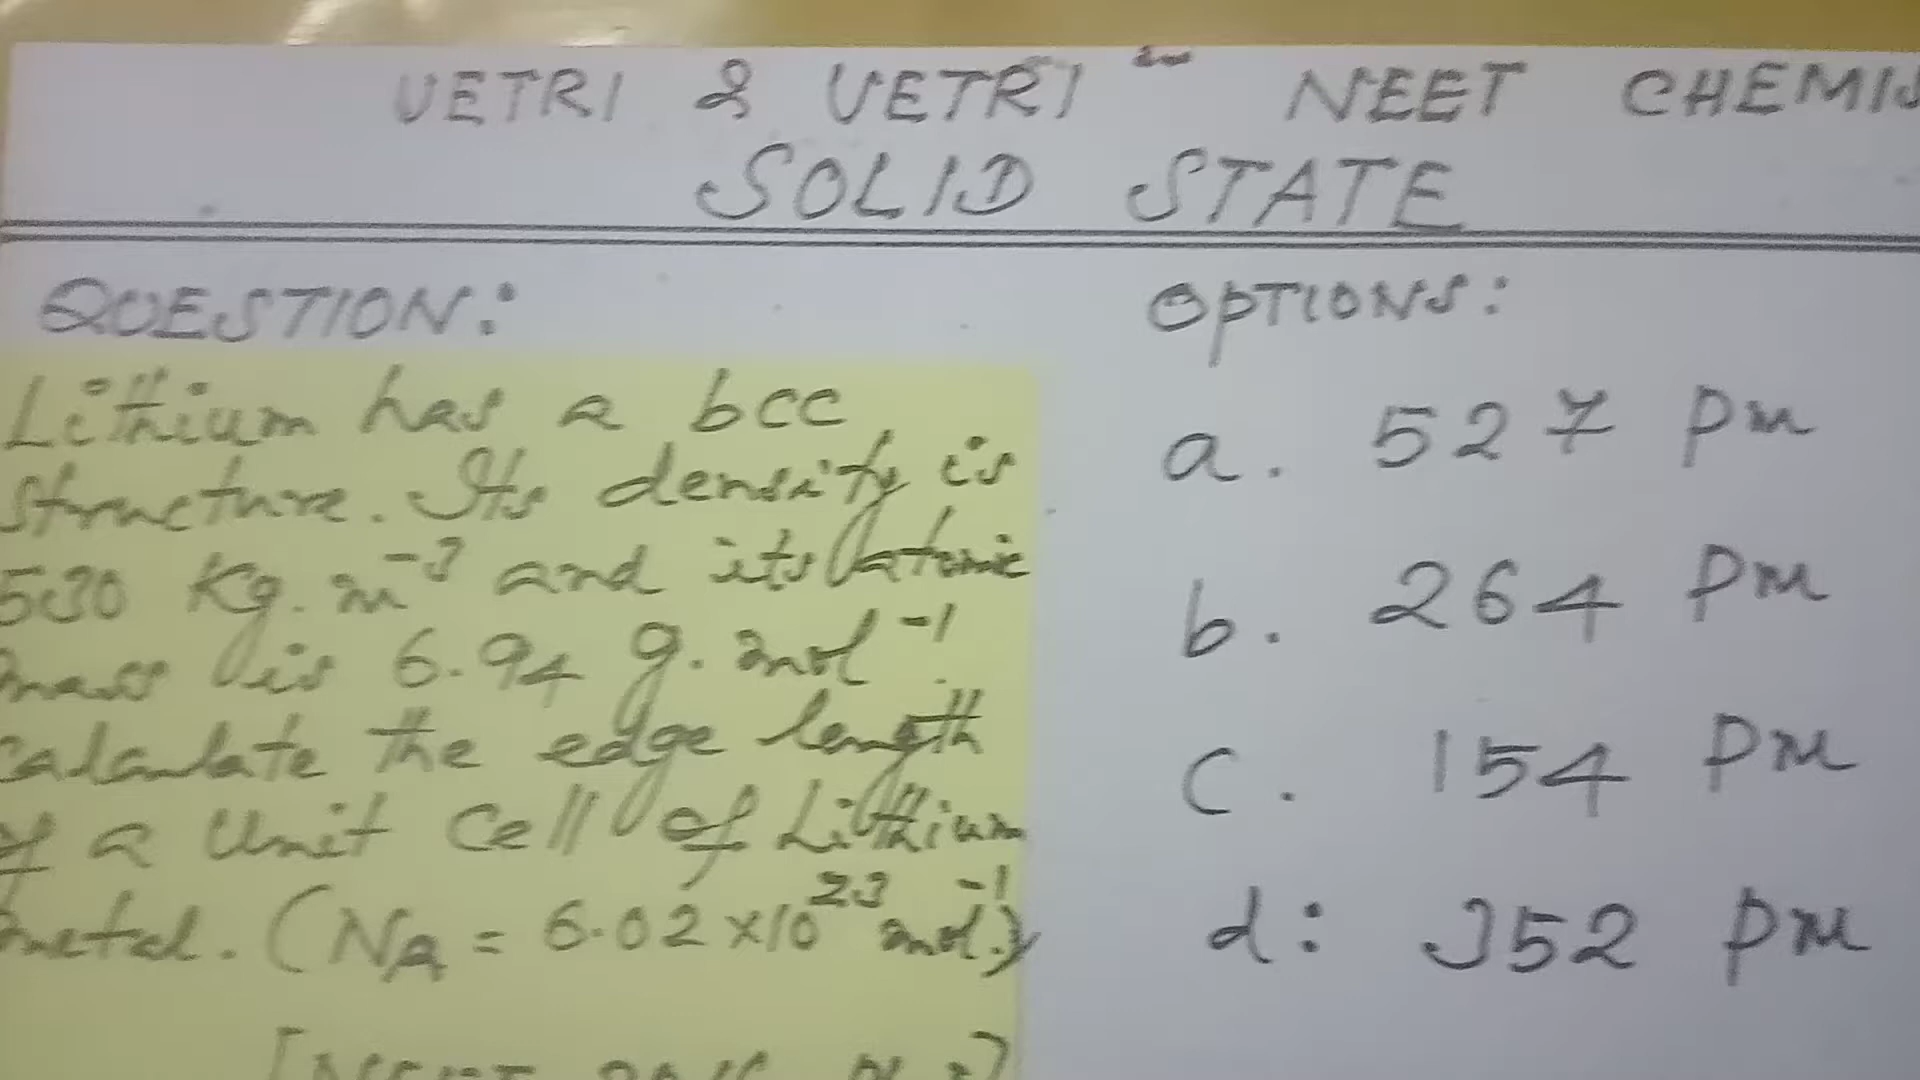 VETRI & VETRI NEET CHEMIS
SOLID STATE
QUESTION:
Lithium has a bcc
structure. Its density is
530 Kg.m⁻³ and its atomic
mass is 6.94 g.mol⁻¹.
calculate the edge length
of a Unit Cell of Lithium
metal. (NA = 6.02 x 10²³ mol⁻¹.)
OPTIONS:
a. 527 pm
b. 264 pm
c. 154 pm
d: 352 pm